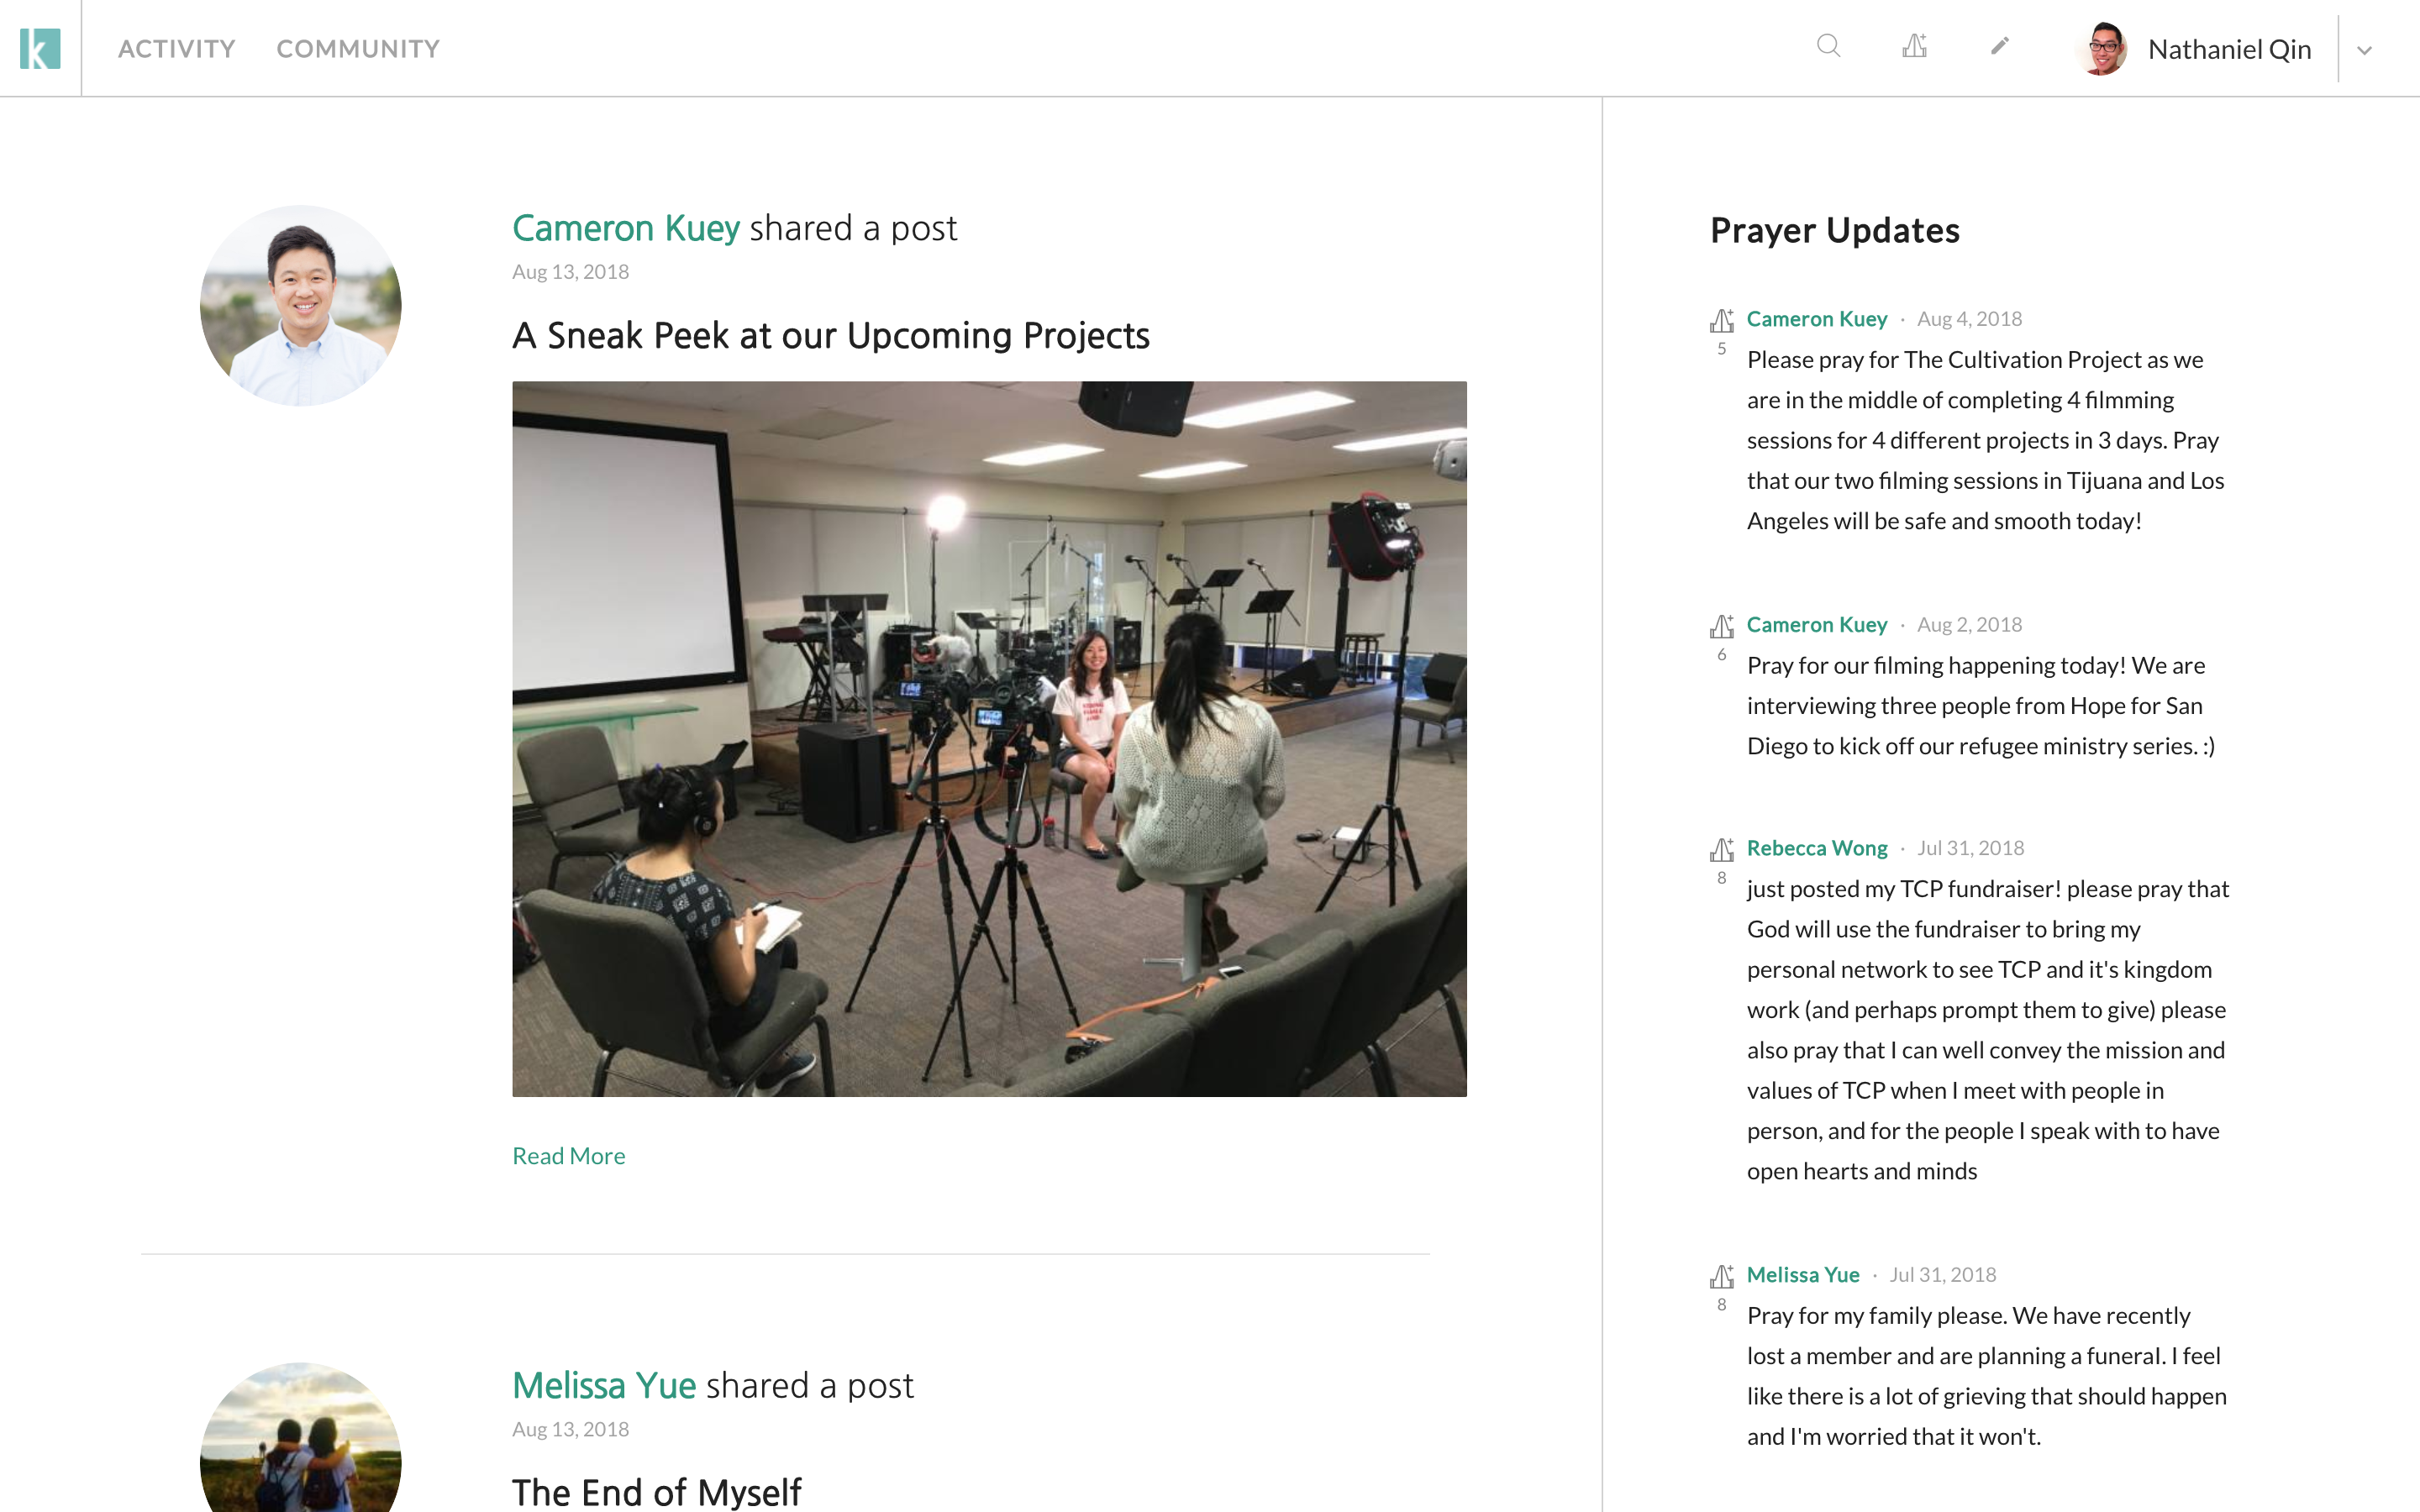 k
ACTIVITY
COMMUNITY
Nathaniel Qin
Cameron Kuey shared a post
Aug 13, 2018
A Sneak Peek at our Upcoming Projects
Read More
Melissa Yue shared a post
Aug 13, 2018
The End of Myself
Prayer Updates
Cameron Kuey · Aug 4, 2018
5
Please pray for The Cultivation Project as we
are in the middle of completing 4 filmming
sessions for 4 different projects in 3 days. Pray
that our two filming sessions in Tijuana and Los
Angeles will be safe and smooth today!
Cameron Kuey · Aug 2, 2018
6
Pray for our filming happening today! We are
interviewing three people from Hope for San
Diego to kick off our refugee ministry series. :)
Rebecca Wong · Jul 31, 2018
8
just posted my TCP fundraiser! please pray that
God will use the fundraiser to bring my
personal network to see TCP and it's kingdom
work (and perhaps prompt them to give) please
also pray that I can well convey the mission and
values of TCP when I meet with people in
person, and for the people I speak with to have
open hearts and minds
Melissa Yue · Jul 31, 2018
8
Pray for my family please. We have recently
lost a member and are planning a funeral. I feel
like there is a lot of grieving that should happen
and I'm worried that it won't.